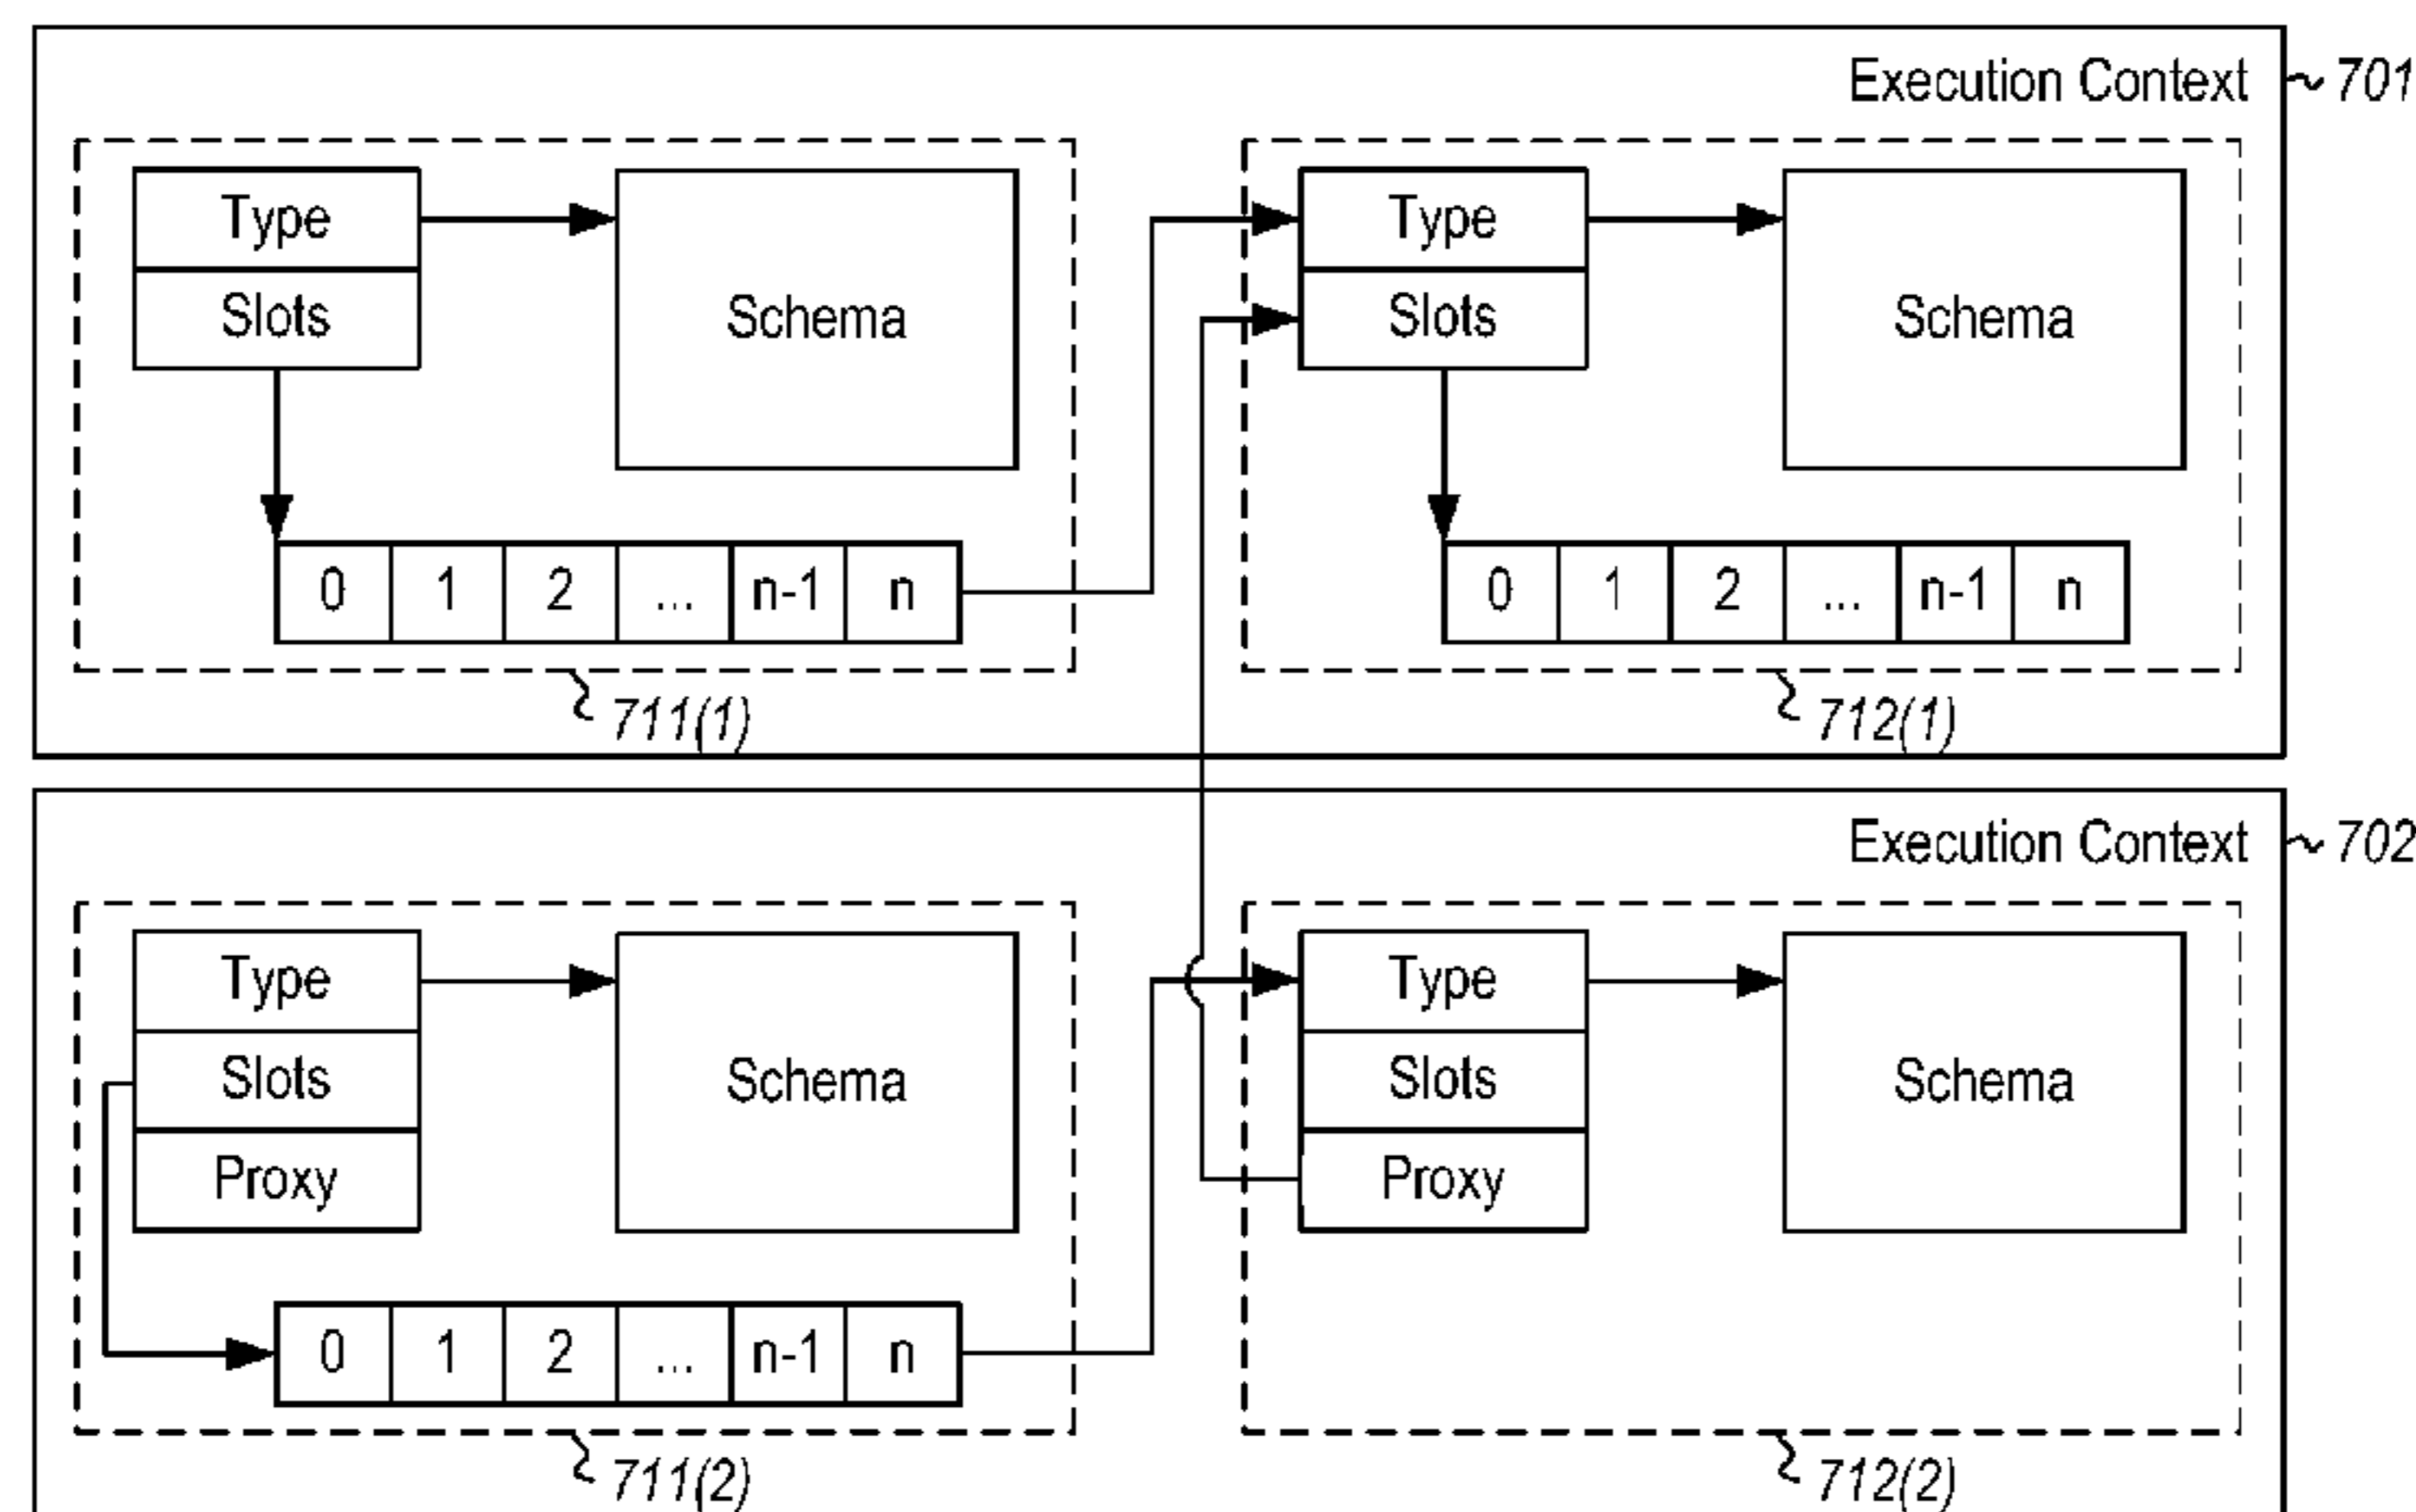 Execution Context 701
Type
Slots
Schema
0 1 2 ... n-1 n
711(1)
Type
Slots
Schema
0 1 2 ... n-1 n
712(1)
Execution Context 702
Type
Slots
Proxy
Schema
0 1 2 ... n-1 n
711(2)
Type
Slots
Proxy
Schema
712(2)